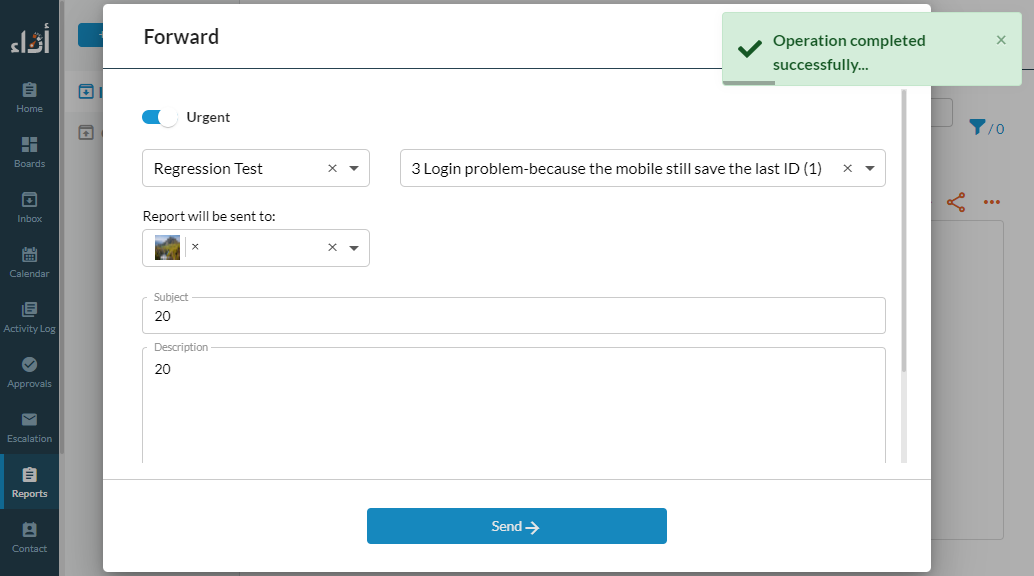 أداء
Home
Boards
Inbox
Calendar
Activity Log
Approvals
Escalation
Reports
Contact
Forward
Operation completed
successfully...
Urgent
/ 0
Regression Test
3 Login problem-because the mobile still save the last ID (1)
Report will be sent to:
Subject
20
Description
20
Send